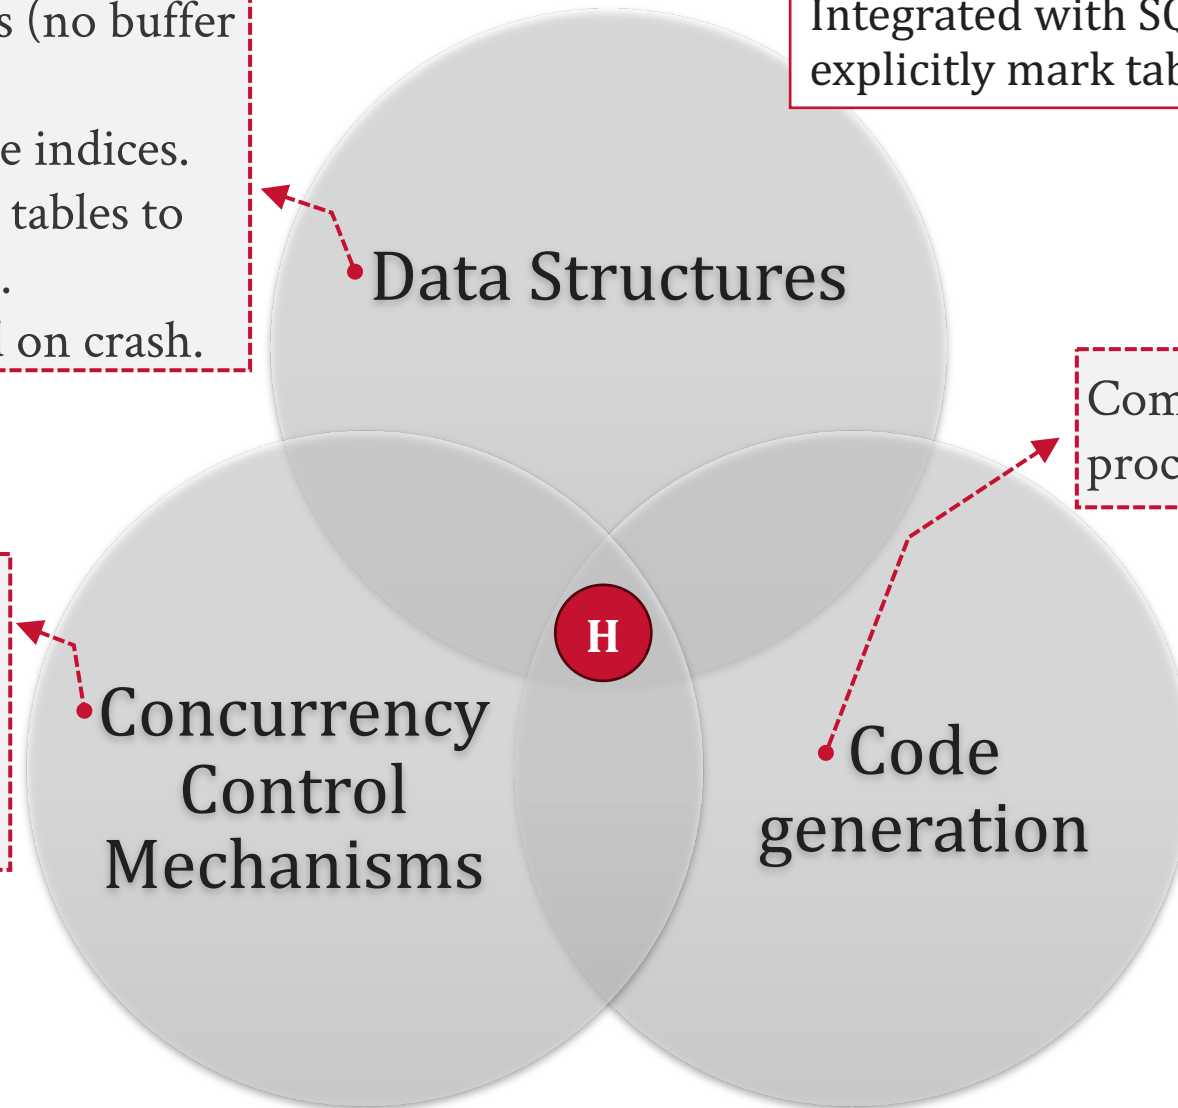 s (no buffer
e indices.
tables to
.
on crash.
Integrated with
explicitly mark
Data Structures
H
Concurrency
Control
Mechanisms
Code
generation